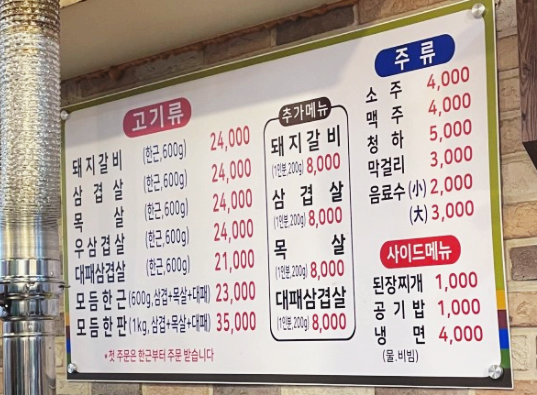 고기류
돼지갈비 (한근,600g) 24,000
삼겹살 (한근,600g) 24,000
목살 (한근,600g) 24,000
우삼겹살 (한근,600g) 24,000
대패삼겹살 (한근,600g) 21,000
모듬한근 (600g,삼겹+목살+대패) 23,000
모듬한판 (1kg,삼겹+목살+대패) 35,000
*첫 주문은 한근부터 주문 받습니다
추가메뉴
돼지갈비
(1인분,200g) 8,000
삼겹살
(1인분,200g) 8,000
목살
(1인분,200g) 8,000
대패삼겹살
(1인분,200g) 8,000
주류
소주 4,000
맥주 4,000
청하 5,000
막걸리 3,000
음료수 (小) 2,000
(大) 3,000
사이드메뉴
된장찌개 1,000
공기밥 1,000
냉면 4,000
(물.비빔)